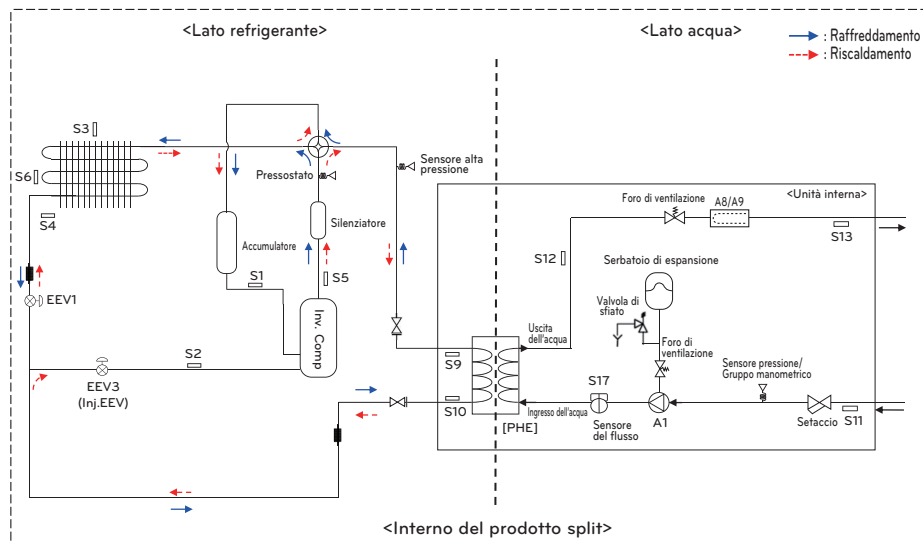 <Lato refrigerante>
<Lato acqua>
: Raffreddamento
: Riscaldamento
S3
S6
S4
Pressostato
Sensore alta
pressione
Silenziatore
Accumulatore
S1
S5
EEV1
Inv. Comp
S2
EEV3
(Inj.EEV)
S9
S10
[PHE]
<Unità interna>
Foro di ventilazione
A8/A9
S13
S12
Serbatoio di espansione
Valvola di
sfiato
Uscita
dell'acqua
Foro di
ventilazione
Sensore pressione/
Gruppo manometrico
S17
Ingresso dell'acqua
Sensore
del flusso
A1
Setaccio
S11
<Interno del prodotto split>